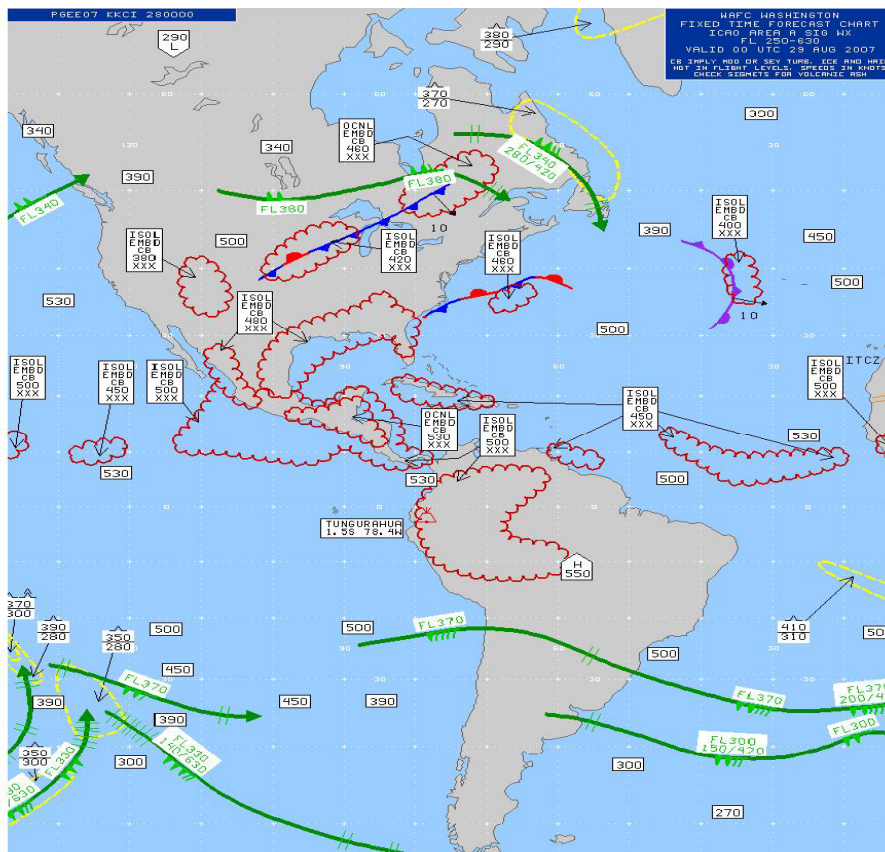 PGEE07 KKCI 280000
WAFC WASHINGTON
FIXED TIME FORECAST CHART
ICAO AREA A SIG WX
FL 250-630
VALID 00 UTC 29 AUG 2007
CB IMPLY MOD OR SEV TURB, ICE AND HAIL
HGT IN FLIGHT LEVELS. SPEEDS IN KNOTS
CHECK SIGMETS FOR VOLCANIC ASH
290
L
380
290
370
270
390
OCNL
EMBD
CB
460
XXX
340
120
340
FL340
280/420
390
FL380
FL360
FL340
10
ISOL
EMBD
CB
380
XXX
500
ISOL
EMBD
CB
420
XXX
ISOL
EMBD
CB
460
XXX
390
ISOL
EMBD
CB
400
XXX
450
500
530
ISOL
EMBD
CB
480
XXX
10
500
ISOL
EMBD
CB
500
XXX
ISOL
EMBD
CB
450
XXX
ISOL
EMBD
CB
500
XXX
ITCZ
ISOL
EMBD
CB
500
XXX
OCNL
EMBD
CB
530
XXX
ISOL
EMBD
CB
500
XXX
ISOL
EMBD
CB
450
XXX
530
530
530
500
TUNGURAHUA
1.5S 78.4W
H
550
370
300
390
280
350
280
500
500
FL370
410
310
450
FL370
500
390
390
450
390
FL370
FL370
FL330
140/630
FL300
150/470
FL300
350
300
FL330
300
300
270